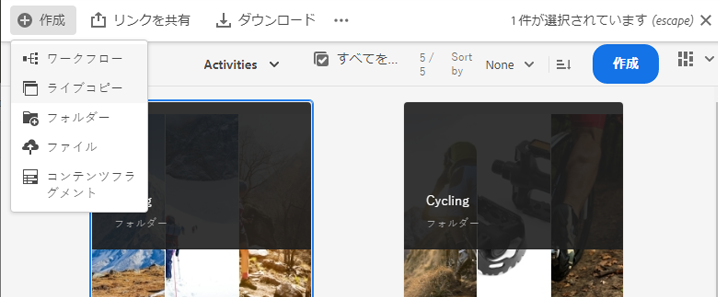 作成 リンクを共有 ダウンロード ... 1件が選択されています (escape)
ワークフロー
ライブコピー
フォルダー
ファイル
コンテンツフラ
グメント
Activities すべてを... 5 / 5 Sort by None 作成
フォルダー
Cycling
フォルダー